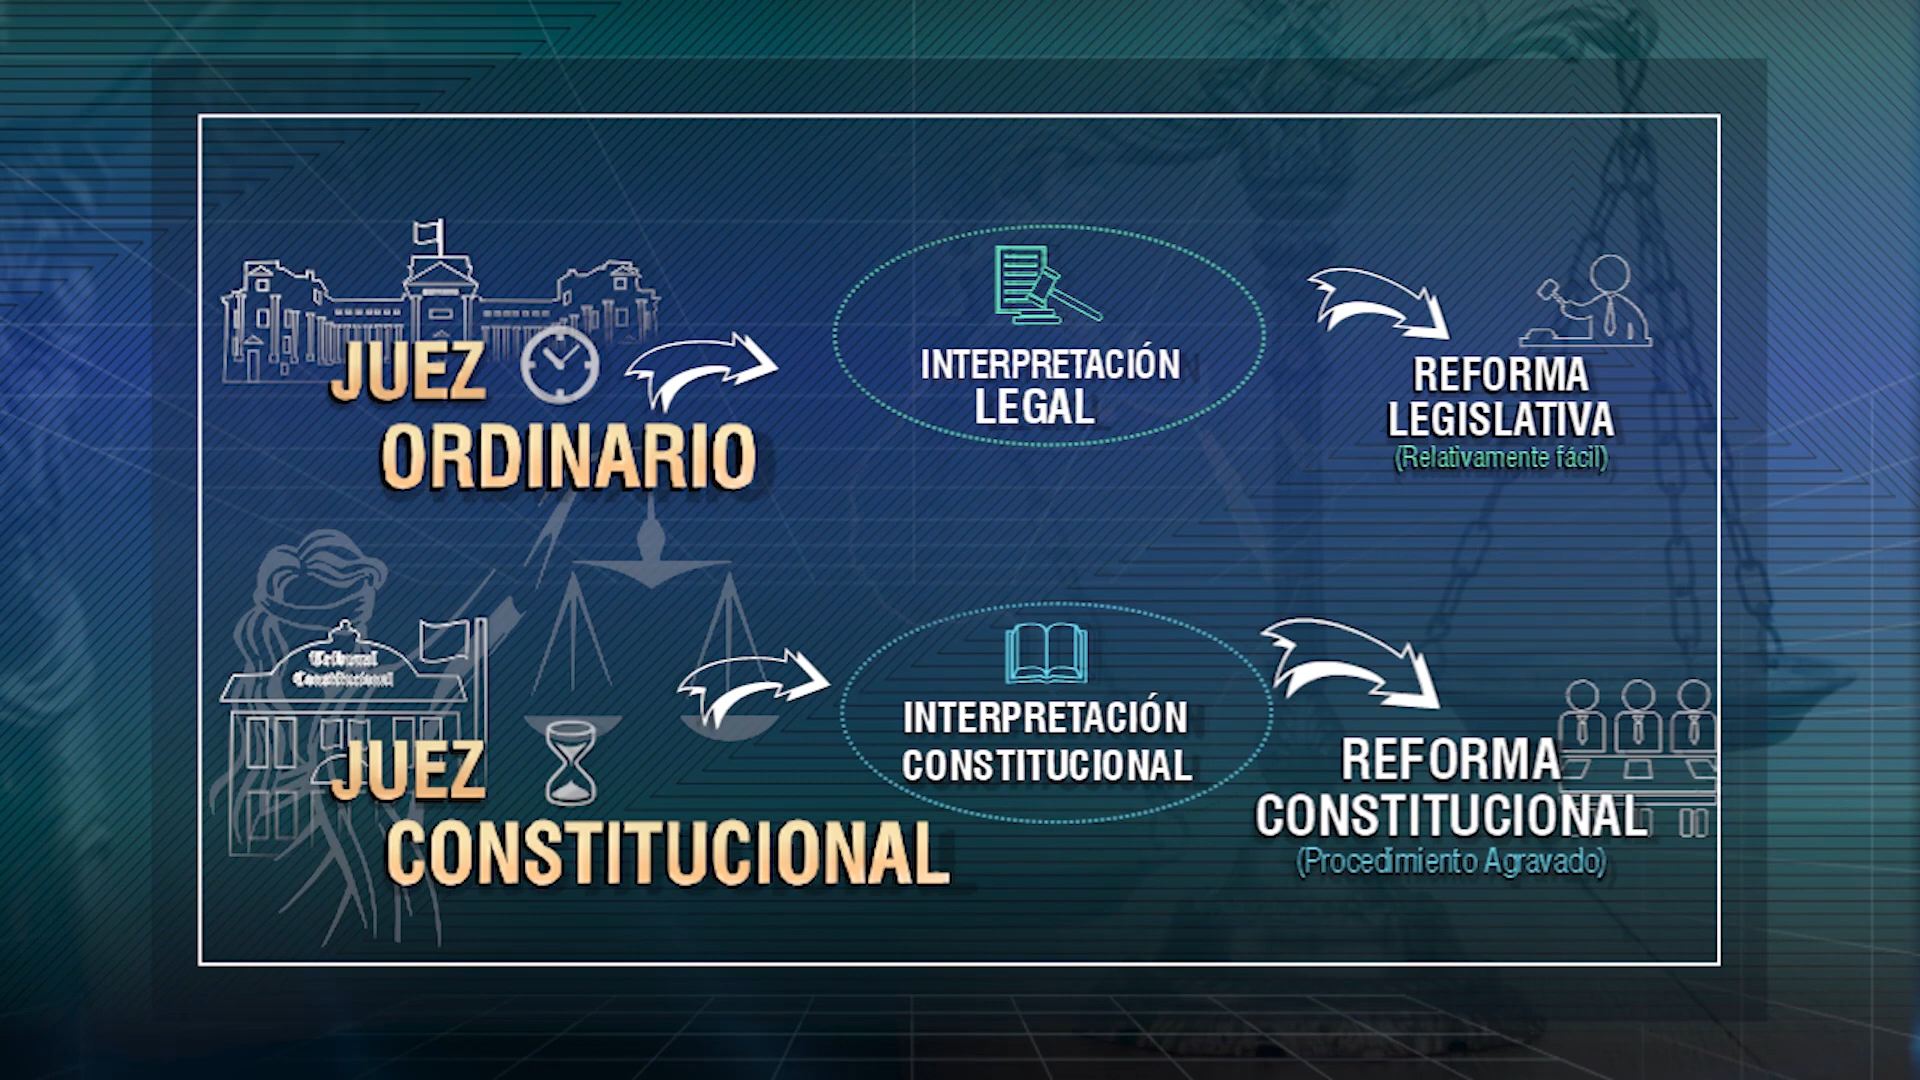 JUEZ
ORDINARIO
INTERPRETACIÓN
LEGAL
REFORMA
LEGISLATIVA
(Relativamente fácil)
Tribunal
Constitucional
JUEZ
CONSTITUCIONAL
INTERPRETACIÓN
CONSTITUCIONAL
REFORMA
CONSTITUCIONAL
(Procedimiento Agravado)